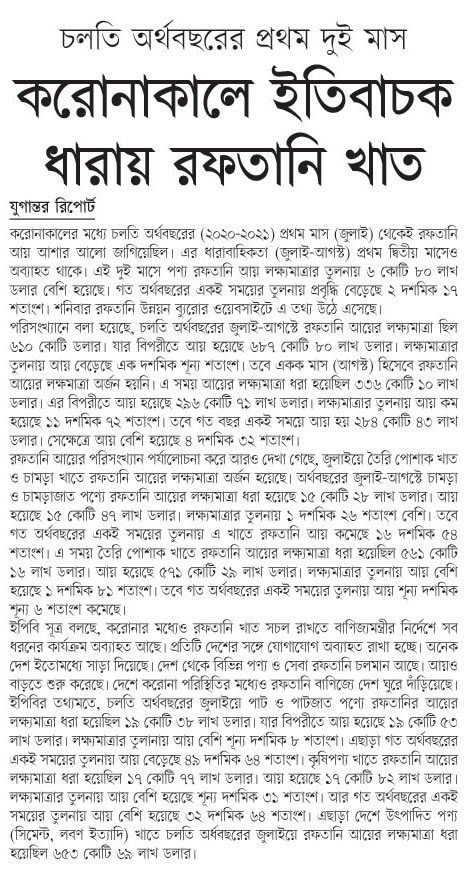 চলতি অর্থবছরের প্রথম দুই মাস
করোনাকালে ইতিবাচক
ধারায় রফতানি খাত
যুগান্তর রিপোর্ট
করোনাকালের মধ্যে চলতি অর্থবছরের (২০২০-২০২১) প্রথম মাস (জুলাই) থেকেই রফতানি
আয় আশার আলো জাগিয়েছিল। এর ধারাবাহিকতা (জুলাই-আগস্ট) প্রথম দ্বিতীয় মাসেও
অব্যাহত থাকে। এই দুই মাসে পণ্য রফতানি আয় লক্ষ্যমাত্রার তুলনায় ৬ কোটি ৮০ লাখ
ডলার বেশি হয়েছে। গত অর্থবছরের একই সময়ের তুলনায় প্রবৃদ্ধি বেড়েছে ২ দশমিক ১৭
শতাংশ। শনিবার রফতানি উন্নয়ন ব্যুরোর ওয়েবসাইটে এ তথ্য উঠে এসেছে।
পরিসংখ্যানে বলা হয়েছে, চলতি অর্থবছরের জুলাই-আগস্টে রফতানি আয়ের লক্ষ্যমাত্রা ছিল
৬১০ কোটি ডলার। যার বিপরীতে আয় হয়েছে ৬৮৭ কোটি ৮০ লাখ ডলার। লক্ষ্যমাত্রার
তুলনায় আয় বেড়েছে এক দশমিক শূন্য শতাংশ। তবে একক মাস (আগস্ট) হিসেবে রফতানি
আয়ের লক্ষমাত্রা অর্জন হয়নি। এ সময় আয়ের লক্ষ্যমাত্রা ধরা হয়েছিল ৩৩৬ কোটি ১০ লাখ
ডলার। এর বিপরীতে আয় হয়েছে ২৯৬ কোটি ৭১ লাখ ডলার। লক্ষ্যমাত্রার তুলনায় আয় কম
হয়েছে ১১ দশমিক ৭২ শতাংশ। তবে গত বছর একই সময়ে আয় হয় ২৮৪ কোটি ৪৩ লাখ
ডলার। সেক্ষেত্রে আয় বেশি হয়েছে ৪ দশমিক ৩২ শতাংশ।
রফতানি আয়ের পরিসংখ্যান পর্যালোচনা করে আরও দেখা গেছে, জুলাইয়ে তৈরি পোশাক খাত
ও চামড়া খাতে রফতানি আয়ের লক্ষ্যমাত্রা অর্জন হয়েছে। অর্থবছরের জুলাই-আগস্টে চামড়া
ও চামড়াজাত পণ্যে রফতানি আয়ের লক্ষ্যমাত্রা ধরা হয়েছে ১৫ কোটি ২৮ লাখ ডলার। আয়
হয়েছে ১৫ কোটি ৪৭ লাখ ডলার। লক্ষ্যমাত্রার তুলনায় ১ দশমিক ২৬ শতাংশ বেশি। তবে
গত অর্থবছরের একই সময়ের তুলনায় এ খাতে রফতানি আয় কমেছে ১৬ দশমিক ৫৪
শতাংশ। এ সময় তৈরি পোশাক খাতে রফতানি আয়ের লক্ষ্যমাত্রা ধরা হয়েছিল ৫৬১ কোটি
১৬ লাখ ডলার। আয় হয়েছে ৫৭১ কোটি ২৯ লাখ ডলার। লক্ষ্যমাত্রার তুলনায় আয় বেশি
হয়েছে ১ দশমিক ৮১ শতাংশ। তবে গত অর্থবছরের একই সময়ের তুলনায় আয় শূন্য দশমিক
শূন্য ৬ শতাংশ কমেছে।
ইপিবি সূত্র বলছে, করোনার মধ্যেও রফতানি খাত সচল রাখতে বাণিজ্যমন্ত্রীর নির্দেশে সব
ধরনের কার্যক্রম অব্যাহত আছে। প্রতিটি দেশের সঙ্গে যোগাযোগ অব্যাহত রাখা হচ্ছে। অনেক
দেশ ইতোমধ্যে সাড়া দিয়েছে। দেশ থেকে বিভিন্ন পণ্য ও সেবা রফতানি চলমান আছে। আয়ও
বাড়তে শুরু করেছে। দেশে করোনা পরিস্থিতির মধ্যেও রফতানি বাণিজ্যে দেশ ঘুরে দাঁড়িয়েছে।
ইপিবির তথ্যমতে, চলতি অর্থবছরের জুলাইয়ে পাট ও পাটজাত পণ্যে রফতানির আয়ের
লক্ষ্যমাত্রা ধরা হয়েছিল ১৯ কোটি ৩৮ লাখ ডলার। যার বিপরীতে আয় হয়েছে ১৯ কোটি ৫৩
লাখ ডলার। লক্ষ্যমাত্রার তুলানায় আয় বেশি শূন্য দশমিক ৮ শতাংশ। এছাড়া গত অর্থবছরের
একই সময়ের তুলনায় আয় বেড়েছে ৪৯ দশমিক ৬৪ শতাংশ। কৃষিপণ্য খাতে রফতানি আয়ের
লক্ষ্যমাত্রা ধরা হয়েছিল ১৭ কোটি ৭৭ লাখ ডলার। আয় হয়েছে ১৭ কোটি ৮২ লাখ ডলার।
লক্ষ্যমাত্রার তুলনায় আয় বেশি হয়েছে শূন্য দশমিক ৩১ শতাংশ। আর গত অর্থবছরের একই
সময়ের তুলনায় আয় বেশি হয়েছে ৩২ দশমিক ৬৪ শতাংশ। এছাড়া দেশে উৎপাদিত পণ্য
(সিমেন্ট, লবণ ইত্যাদি) খাতে চলতি অর্ধবছরের জুলাইয়ে রফতানি আয়ের লক্ষ্যমাত্রা ধরা
হয়েছিল ৬৫৩ কোটি ৬৯ লাখ ডলার।